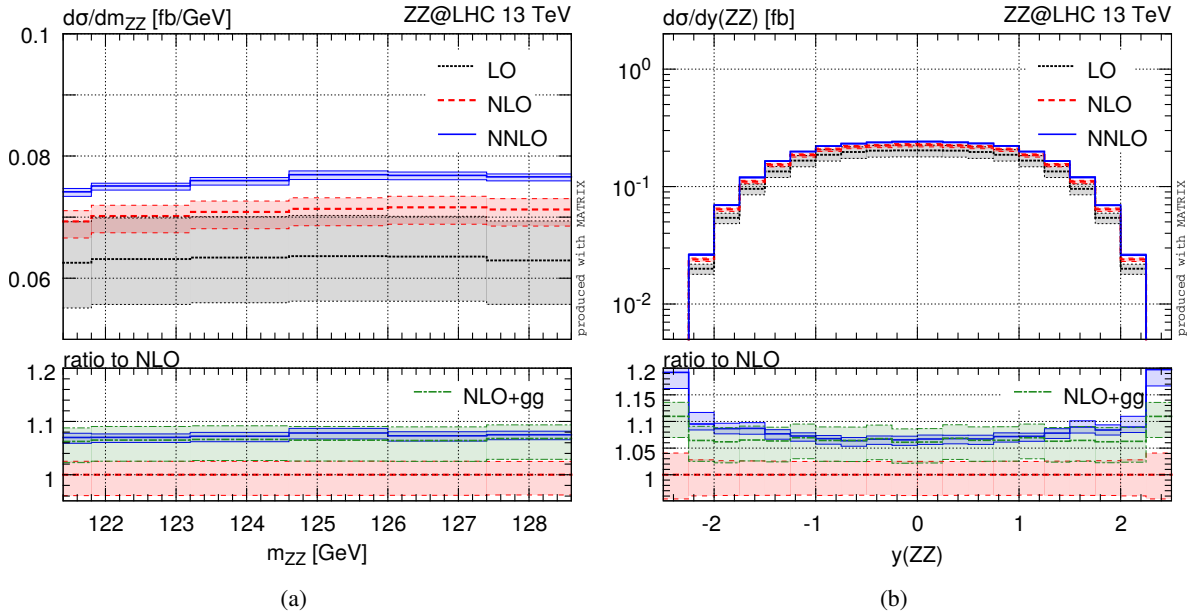 dσ/dm_ZZ [fb/GeV] ZZ@LHC 13 TeV
0.1
0.08
0.06
LO
NLO
NNLO
produced with MATRIX
ratio to NLO
1.2
1.1
1
NLO+gg
122 123 124 125 126 127 128
m_ZZ [GeV]
(a)
dσ/dy(ZZ) [fb] ZZ@LHC 13 TeV
10^0
10^-1
10^-2
LO
NLO
NNLO
produced with MATRIX
ratio to NLO
1.2
1.15
1.1
1.05
1
NLO+gg
-2 -1 0 1 2
y(ZZ)
(b)